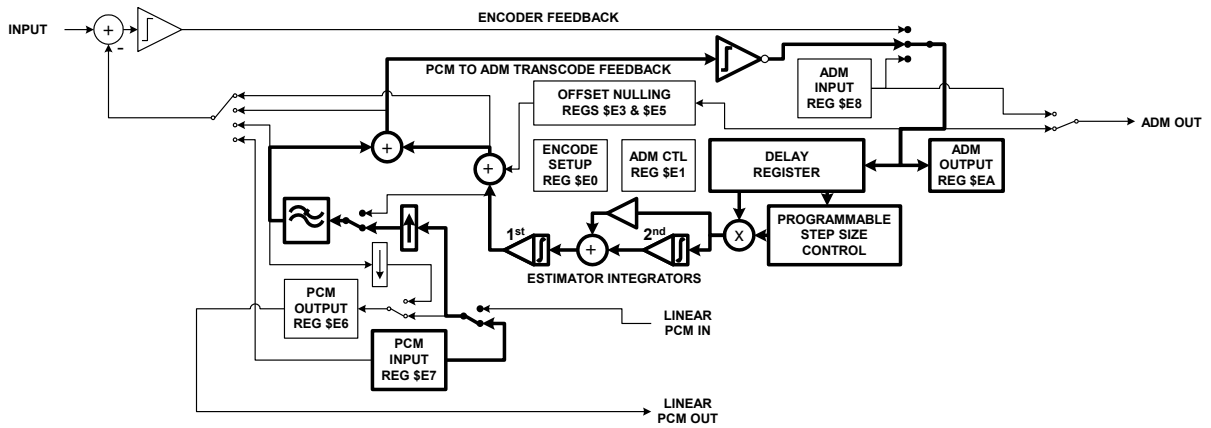 ENCODER FEEDBACK
INPUT
+
-
PCM TO ADM TRANSCODE FEEDBACK
OFFSET NULLING
REGS $E3 & $E5
ADM
INPUT
REG $E8
ADM OUT
+
+
ENCODE
SETUP
REG $E0
ADM CTL
REG $E1
DELAY
REGISTER
ADM
OUTPUT
REG $EA
PROGRAMMABLE
STEP SIZE
CONTROL
X
1st
+
2nd
ESTIMATOR INTEGRATORS
PCM
OUTPUT
REG $E6
LINEAR
PCM IN
PCM
INPUT
REG $E7
LINEAR
PCM OUT